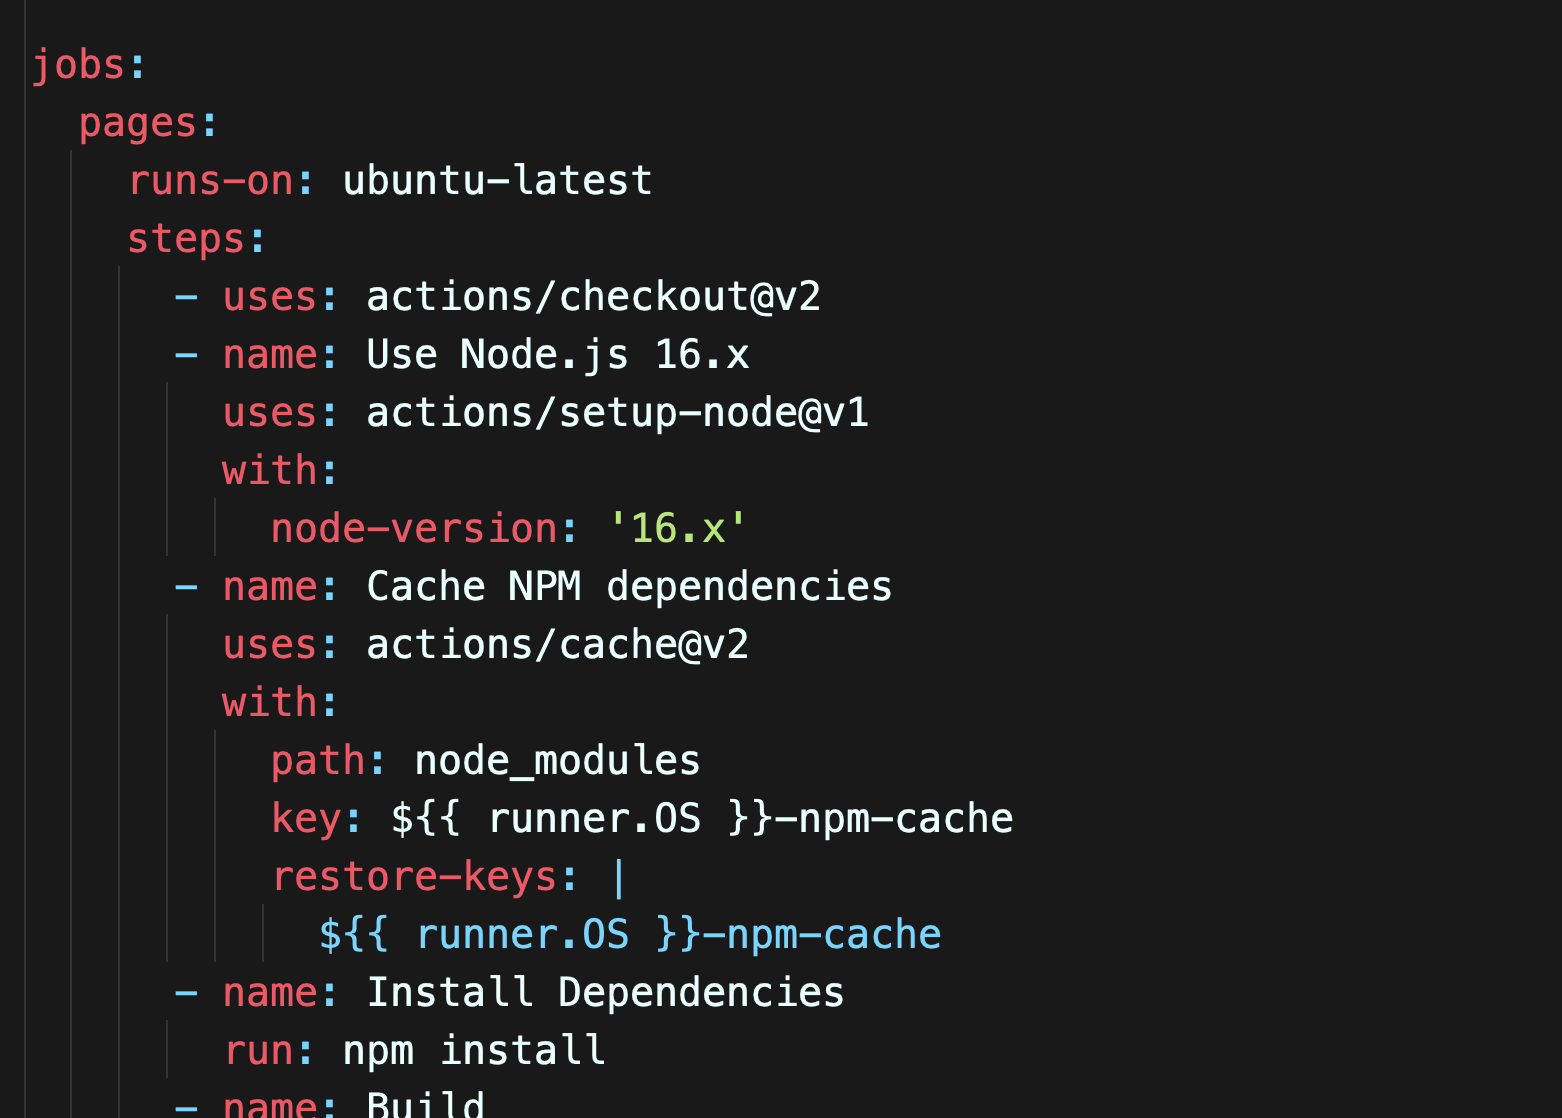 jobs:
  pages:
    runs-on: ubuntu-latest
    steps:
      - uses: actions/checkout@v2
      - name: Use Node.js 16.x
        uses: actions/setup-node@v1
        with:
          node-version: '16.x'
      - name: Cache NPM dependencies
        uses: actions/cache@v2
        with:
          path: node_modules
          key: ${{ runner.OS }}-npm-cache
          restore-keys: |
            ${{ runner.OS }}-npm-cache
      - name: Install Dependencies
        run: npm install
      - name: Build